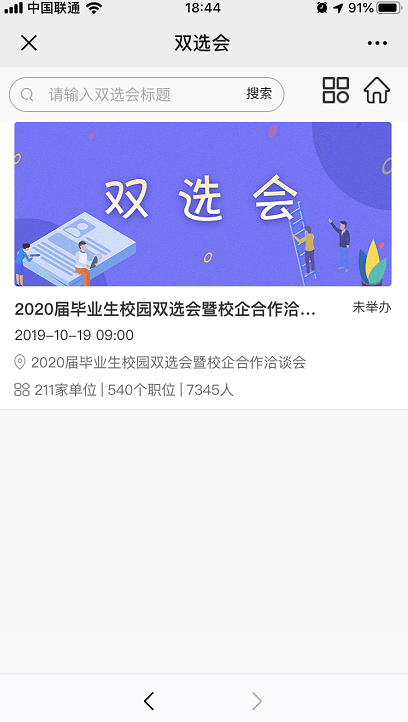 中国联通 18:44 91%
双选会
请输入双选会标题 搜索
双选会
2020届毕业生校园双选会暨校企合作洽... 未举办
2019-10-19 09:00
2020届毕业生校园双选会暨校企合作洽谈会
211家单位 | 540个职位 | 7345人